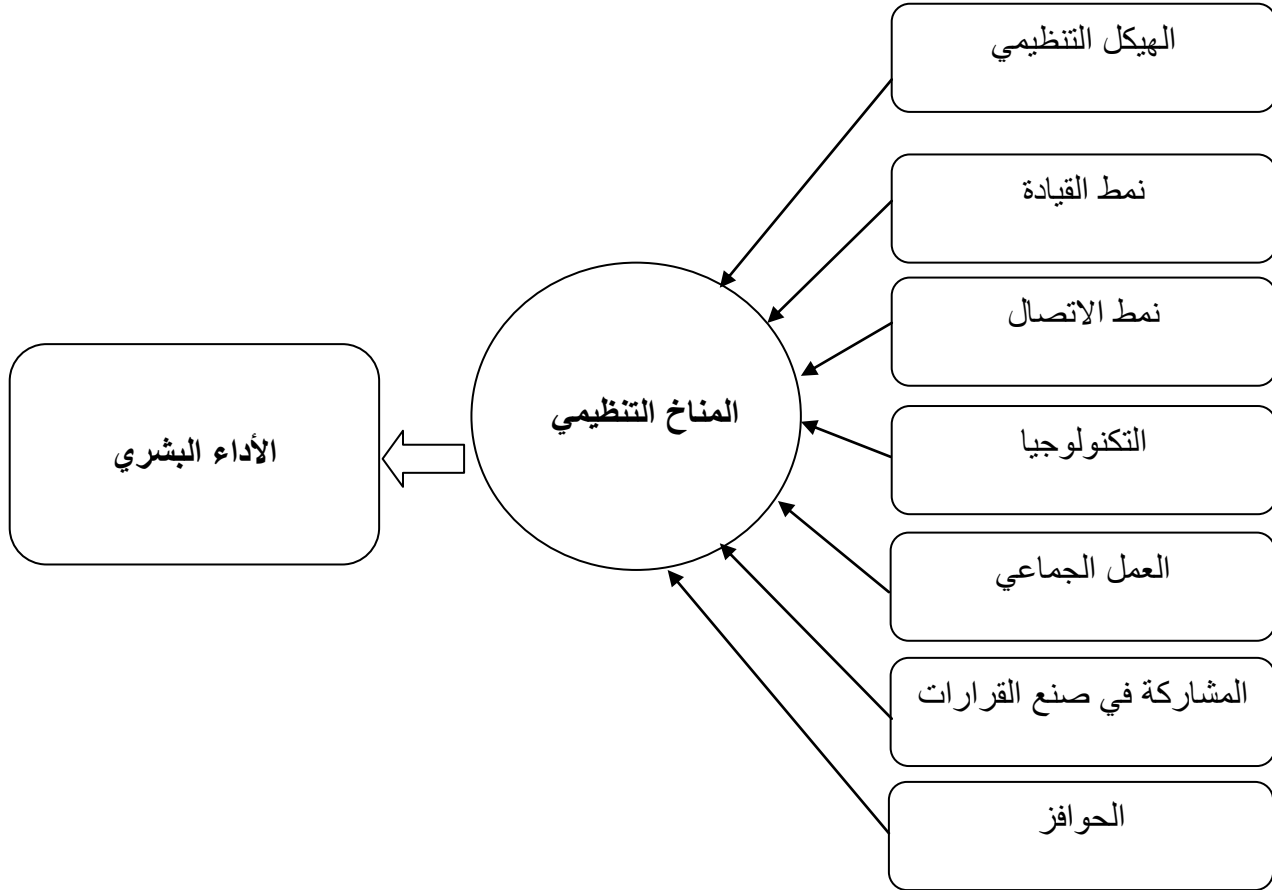 الهيكل التنظيمي
نمط القيادة
نمط الاتصال
التكنولوجيا
العمل الجماعي
المشاركة في صنع القرارات
الحوافز
المناخ التنظيمي
الأداء البشري